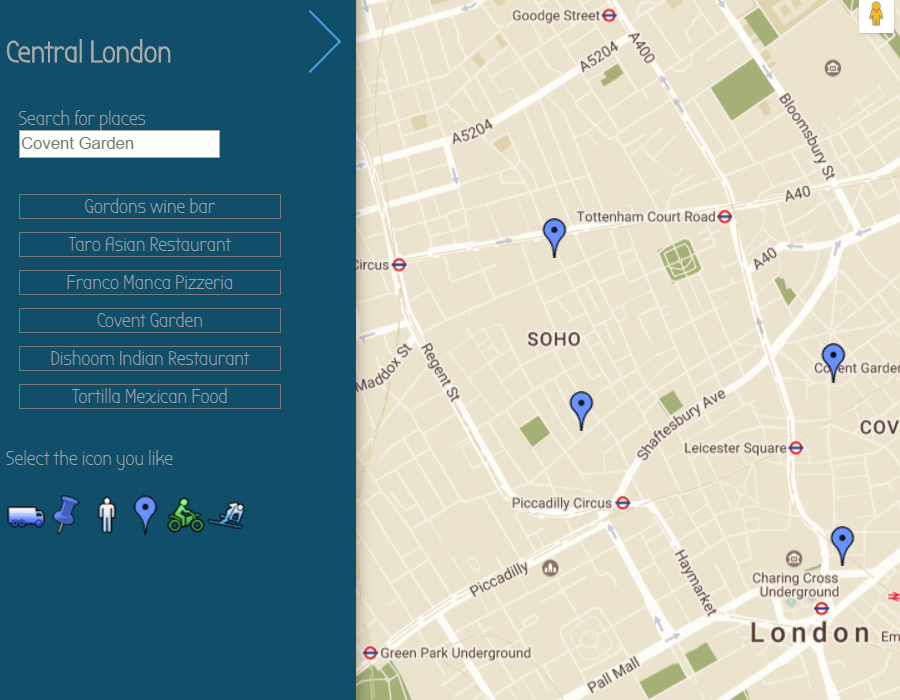 Central London
Search for places
Covent Garden
Gordons wine bar
Taro Asian Restaurant
Franco Manca Pizzeria
Covent Garden
Dishoom Indian Restaurant
Tortilla Mexican Food
Select the icon you like
Goodge Street
A400
A5204
A5204
Bloomsbury St
A40
Tottenham Court Road
A40
Circus
SOHO
Maddox St
Regent St
Covent Garden
Shaftesbury Ave
COV
Leicester Square
Piccadilly Circus
Piccadilly
Haymarket
Charing Cross
Underground
London
Em
Green Park Underground
Pall Mall